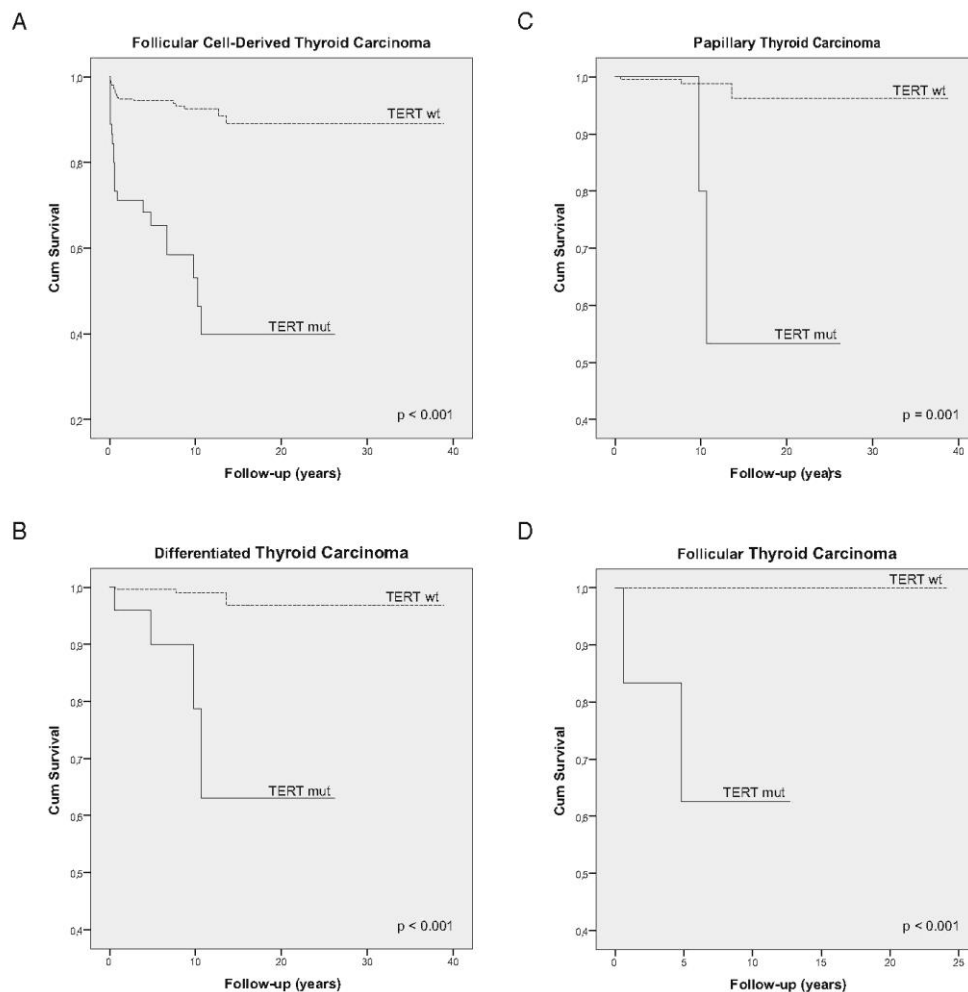 A
Follicular Cell-Derived Thyroid Carcinoma
Cum Survival
1,0
0,8
0,6
0,4
0,2
TERT wt
TERT mut
p < 0.001
0 10 20 30 40
Follow-up (years)
C
Papillary Thyroid Carcinoma
Cum Survival
1,0
0,9
0,8
0,7
0,6
0,5
0,4
TERT wt
TERT mut
p = 0.001
0 10 20 30 40
Follow-up (years
B
Differentiated Thyroid Carcinoma
Cum Survival
1,0
0,9
0,8
0,7
0,6
0,5
0,4
TERT wt
TERT mut
p < 0.001
0 10 20 30 40
Follow-up (years)
D
Follicular Thyroid Carcinoma
Cum Survival
1,0
0,9
0,8
0,7
0,6
0,5
0,4
TERT wt
TERT mut
p < 0.001
0 5 10 15 20 25
Follow-up (years)